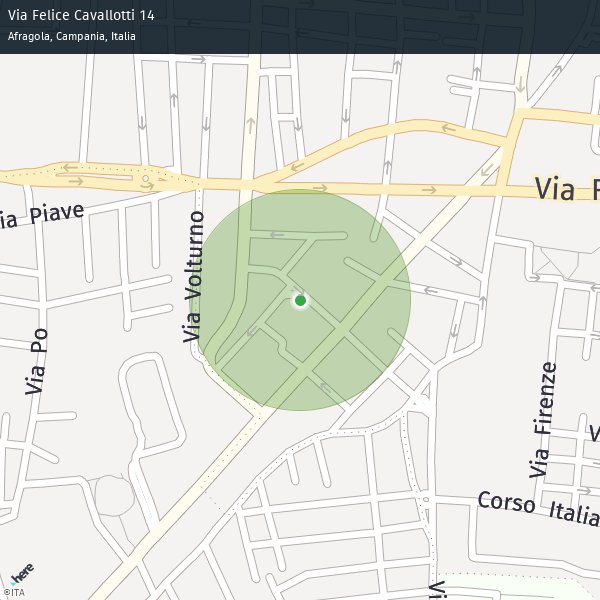 Via Felice Cavallotti 14
Afragola, Campania, Italia
Via F
ia Piave
Via Volturno
Via Po
Via Firenze
V
Corso Italia
Vi
here
©ITA